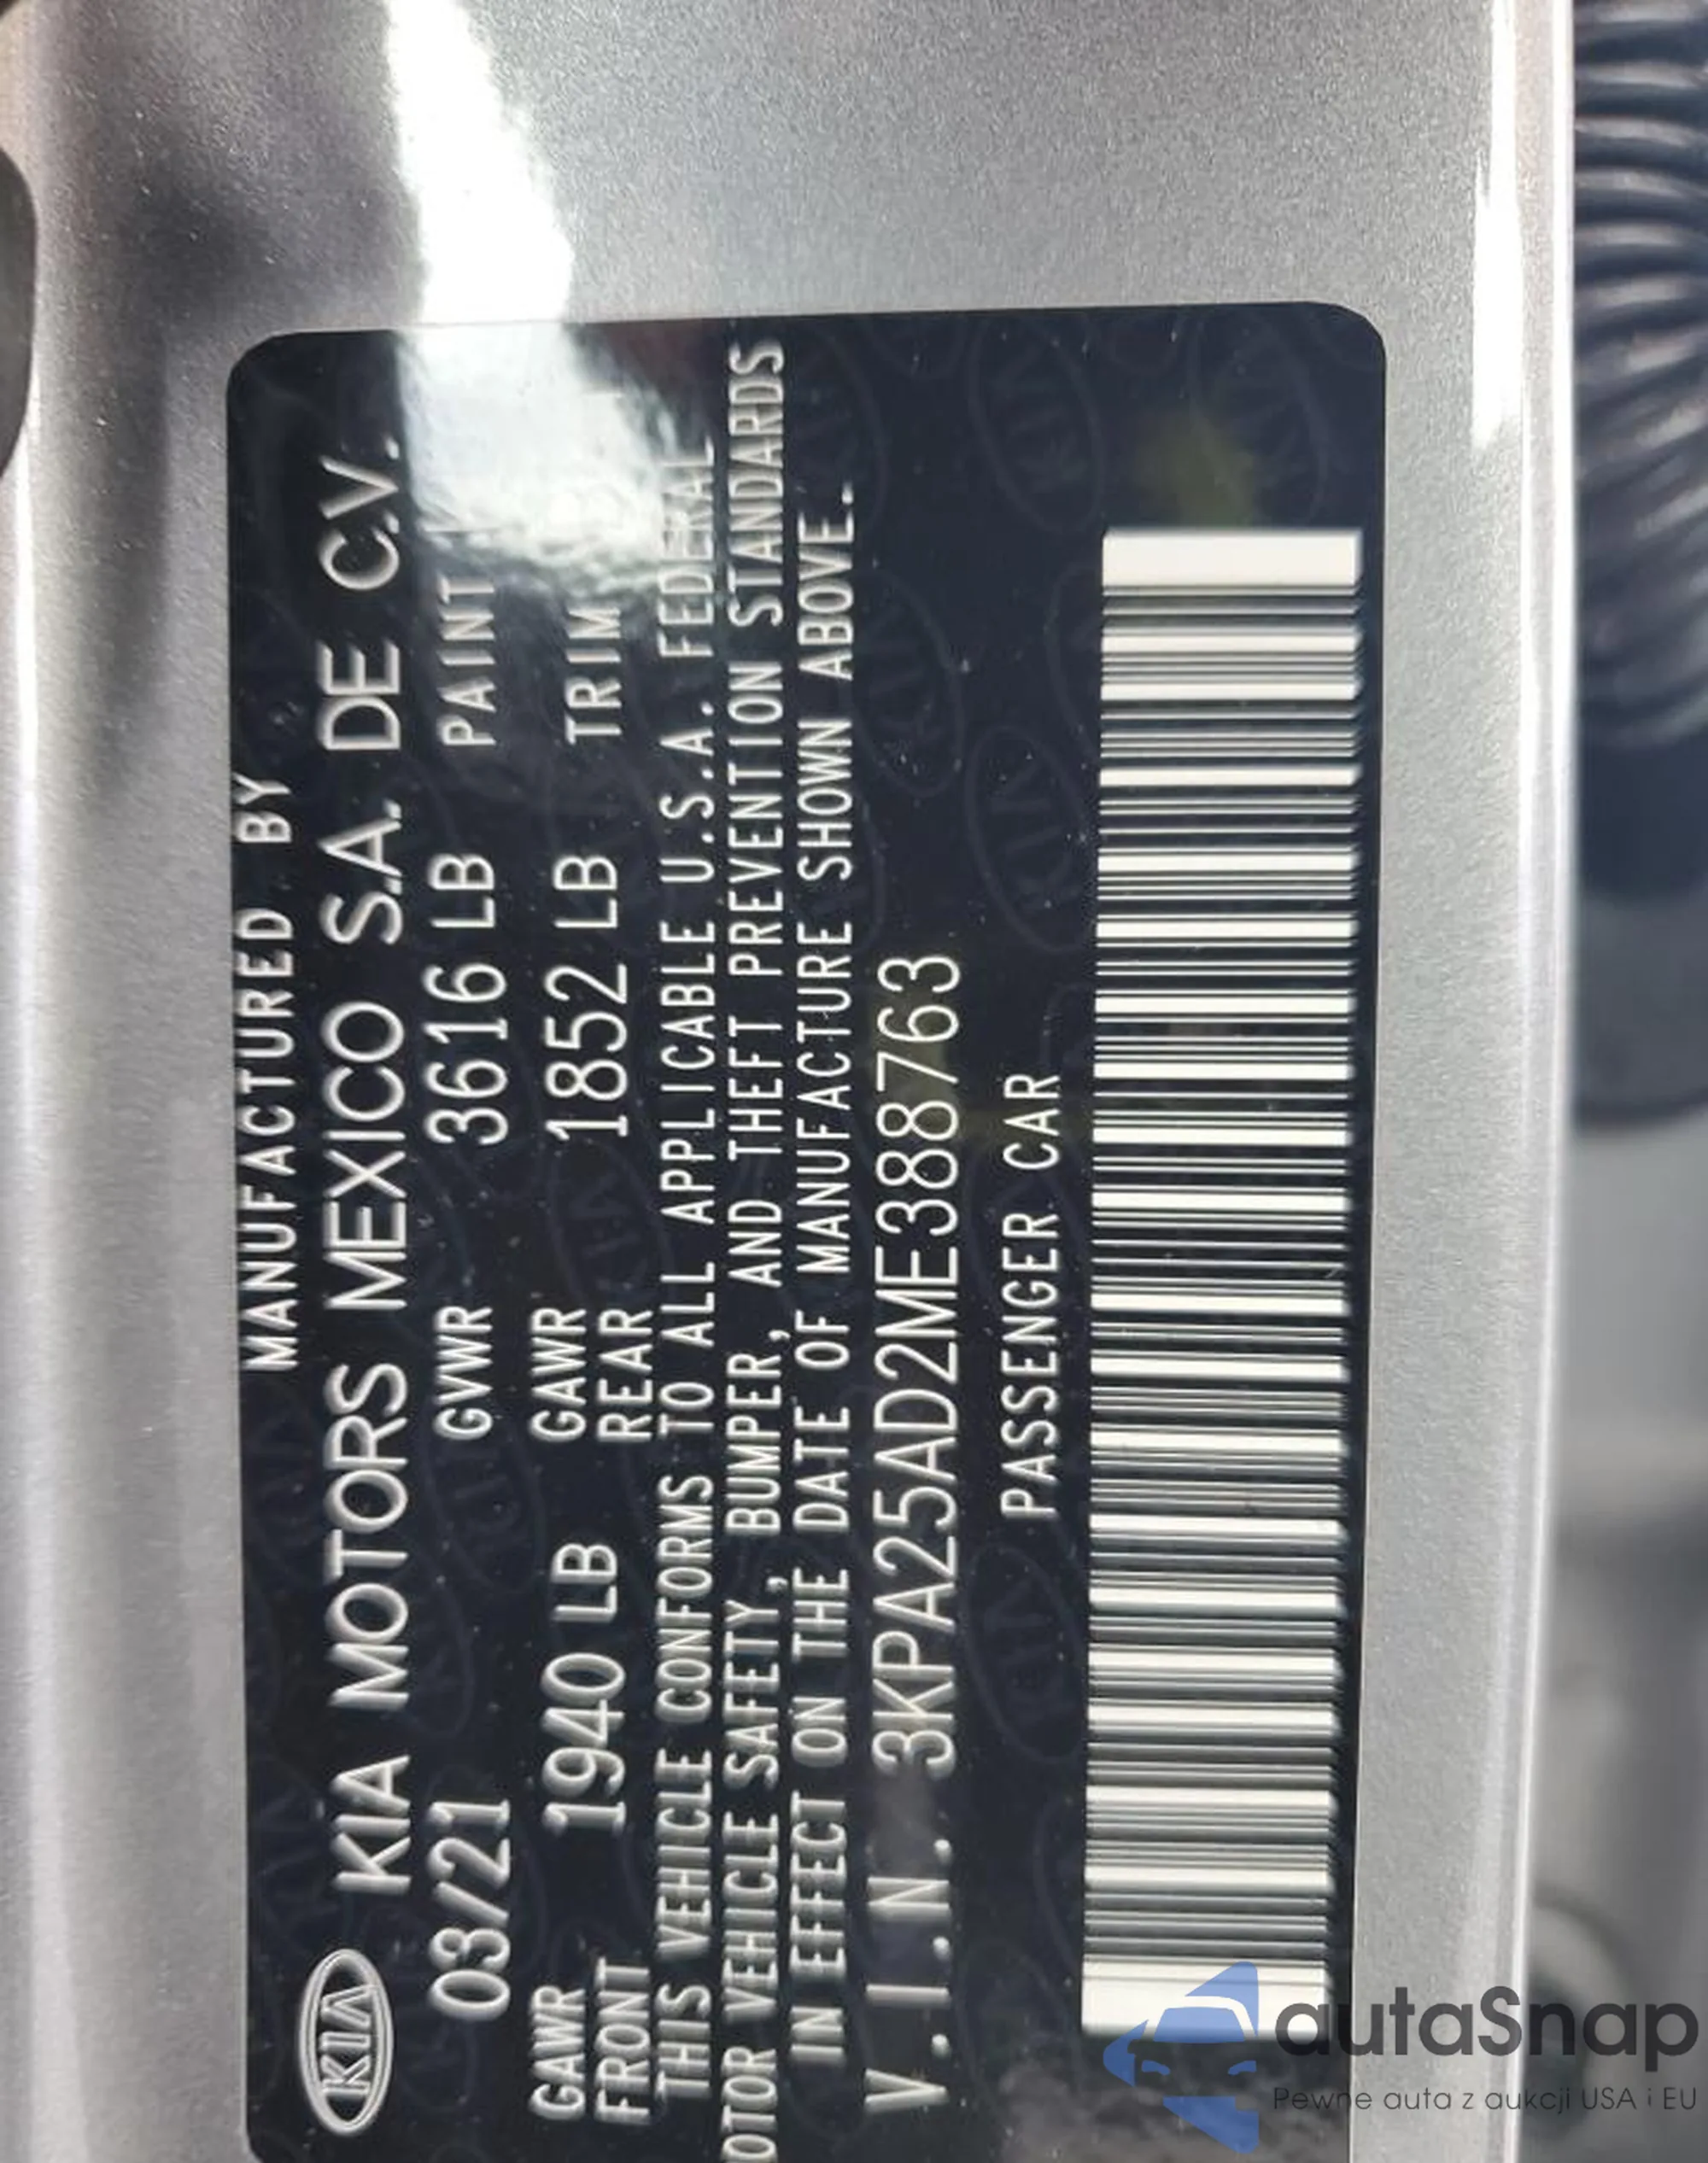 MANUFACTURED BY
KIA KIA MOTORS MEXICO S.A. DE C.V.
03/21 GVWR 3616 LB PAINT
GAWR FRONT 1940 LB GAWR REAR 1852 LB TRIM
THIS VEHICLE CONFORMS TO ALL APPLICABLE U.S.A. FEDERAL
OTOR VEHICLE SAFETY, BUMPER, AND THEFT PREVENTION STANDARDS
IN EFFECT ON THE DATE OF MANUFACTURE SHOWN ABOVE.
V.I.N. 3KPA25AD2ME388763
PASSENGER CAR
autaSnap
Pewne auta z aukcji USA i EU